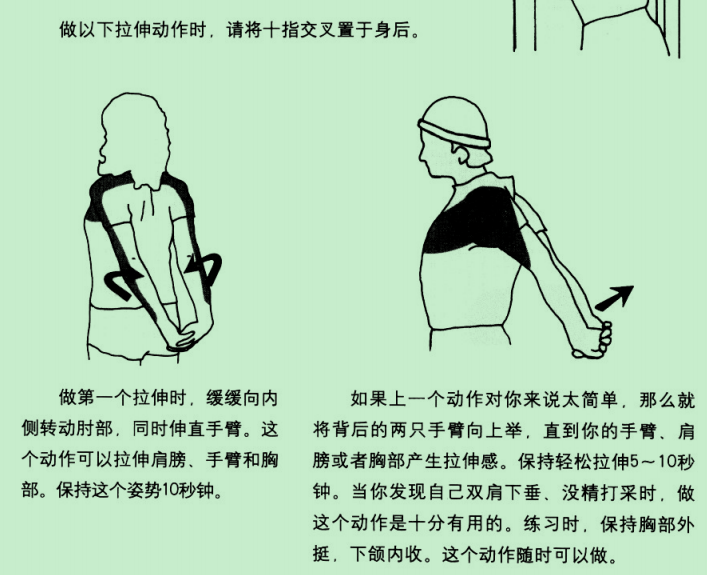 做以下拉伸动作时，请将十指交叉置于身后。
做第一个拉伸时，缓缓向内
侧转动肘部，同时伸直手臂。这
个动作可以拉伸肩膀、手臂和胸
部。保持这个姿势10秒钟。
如果上一个动作对你来说太简单，那么就
将背后的两只手臂向上举，直到你的手臂、肩
膀或者胸部产生拉伸感。保持轻松拉伸5～10秒
钟。当你发现自己双肩下垂、没精打采时，做
这个动作是十分有用的。练习时，保持胸部外
挺，下颌内收。这个动作随时可以做。